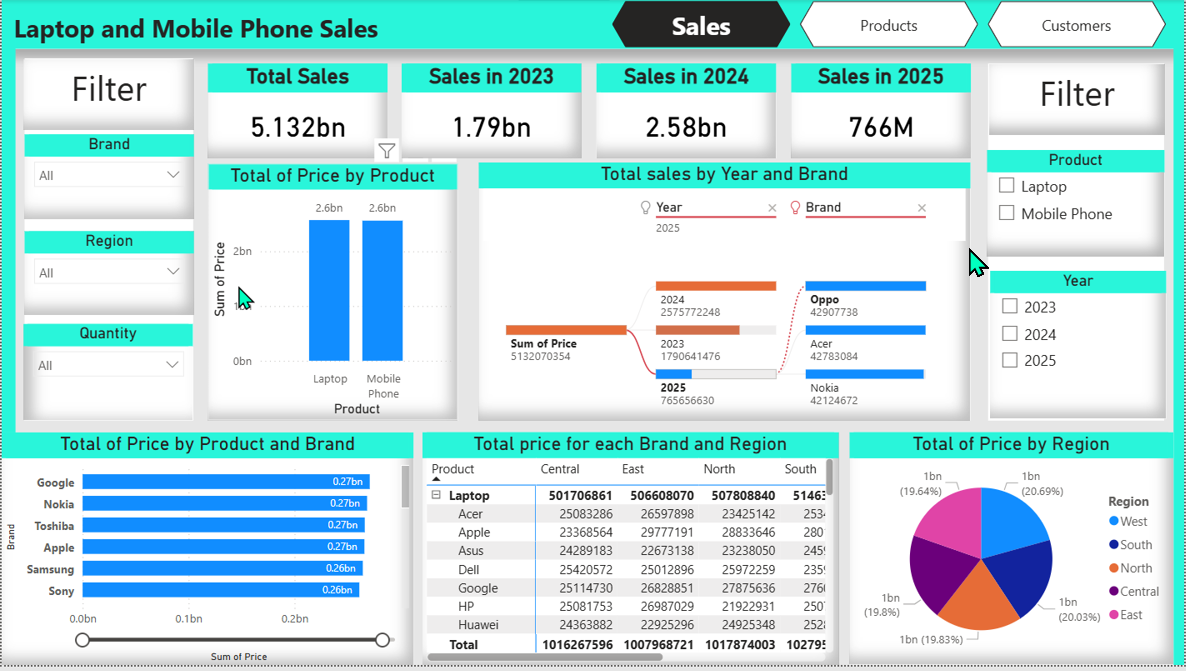 Laptop and Mobile Phone Sales
Sales
Products
Customers
Filter
Brand
All
Region
All
Quantity
All
Total Sales
5.132bn
Sales in 2023
1.79bn
Sales in 2024
2.58bn
Sales in 2025
766M
Filter
Product
Laptop
Mobile Phone
Year
2023
2024
2025
Total of Price by Product
2.6bn 2.6bn
Sum of Price
2bn
0bn
Laptop
Mobile
Phone
Product
Total sales by Year and Brand
Year
2025
Brand
Sum of Price
5132070354
2024
2575772248
2023
1790641476
2025
765656630
Oppo
42907738
Acer
42783084
Nokia
42124672
Total of Price by Product and Brand
Brand
Google 0.27bn
Nokia 0.27bn
Toshiba 0.27bn
Apple 0.27bn
Samsung 0.26bn
Sony 0.26bn
0.0bn 0.1bn 0.2bn
Sum of Price
Total price for each Brand and Region
Product Central East North South
Laptop 501706861 506608070 507808840 51463
Acer 25083286 26597898 23425142 253
Apple 23368564 29777191 28833646 280
Asus 24289183 22673138 23238050 245
Dell 25420572 25012896 25972259 235
Google 25114730 26828851 27875636 276
HP 25081753 26987029 21922931 250
Huawei 24363882 22925296 24925348 252
Total 1016267596 1007968721 1017874003 102795
Total of Price by Region
1bn
(19.64%)
1bn
(20.69%)
1bn
(19.8%)
1bn
(20.03%)
1bn (19.83%)
Region
West
South
North
Central
East